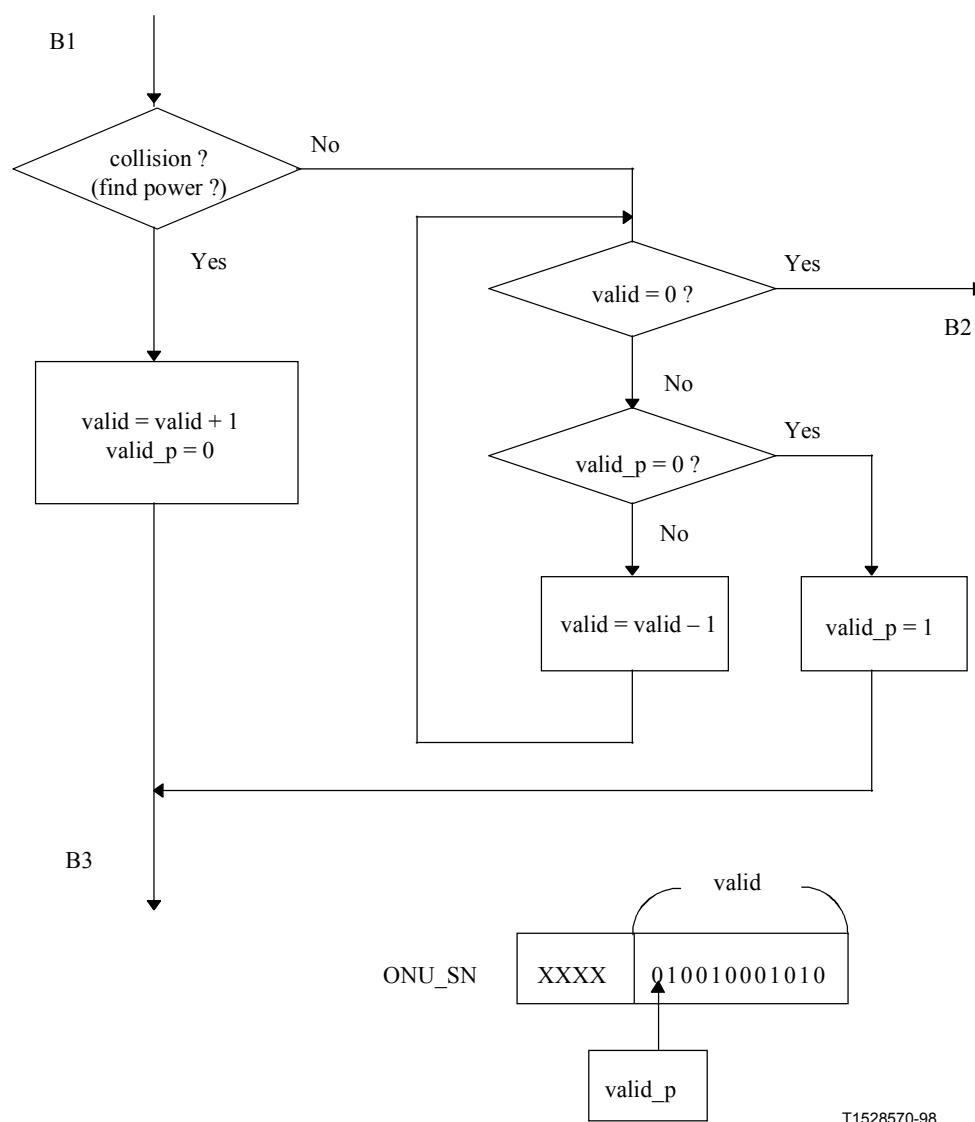 B1
collision ?
(find power ?)
No
Yes
valid = 0 ?
Yes
B2
No
valid = valid + 1
valid_p = 0
valid_p = 0 ?
Yes
No
valid = valid – 1
valid_p = 1
B3
valid
ONU_SN
XXXX
010010001010
valid_p
T1528570-98